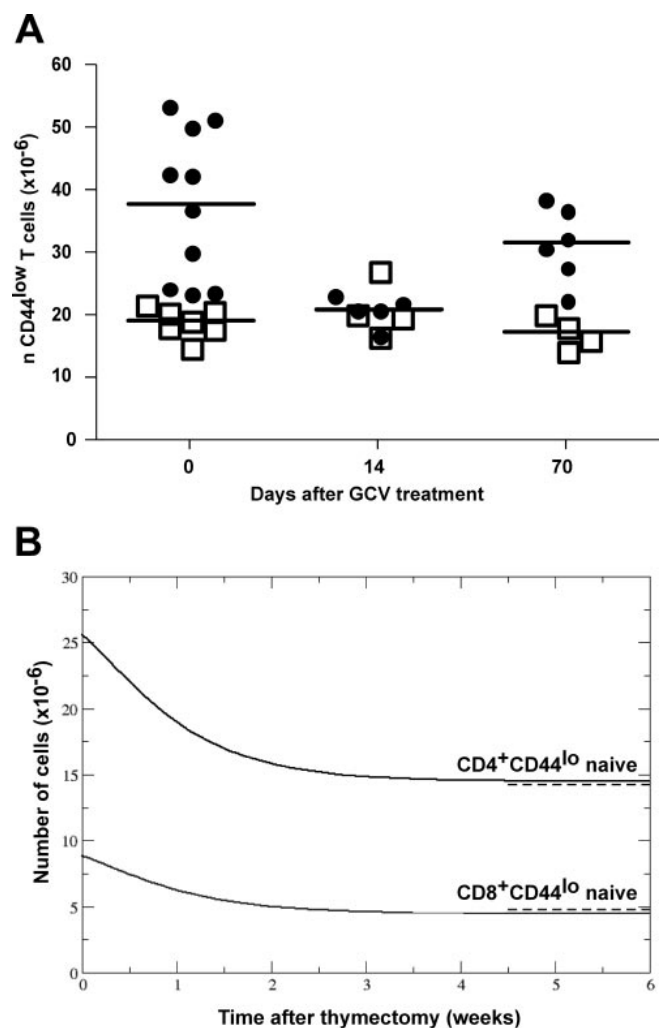 A
n CD44low T cells (x10-6)
60
50
40
30
20
10
0
0 14 70
Days after GCV treatment
B
Number of cells (x10-6)
30
25
20
15
10
5
0
CD4+CD44lo naive
CD8+CD44lo naive
0 1 2 3 4 5 6
Time after thymectomy (weeks)